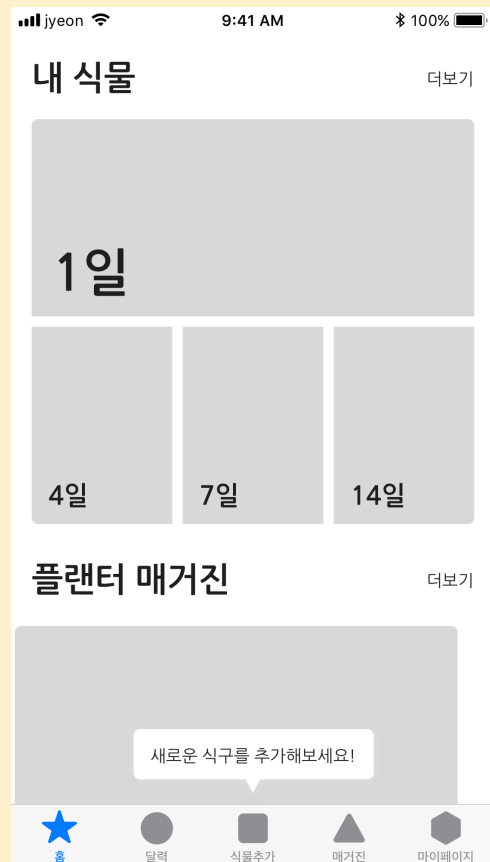 jyeon 9:41 AM 100%
내 식물 더보기
1일
4일 7일 14일
플랜터 매거진 더보기
새로운 식구를 추가해보세요!
홈 달력 식물추가 매거진 마이페이지